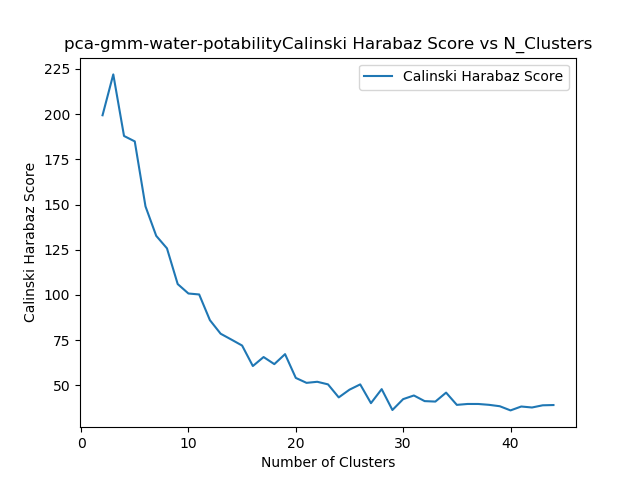 pca-gmm-water-potabilityCalinski Harabaz Score vs N_Clusters
Calinski Harabaz Score
225
200
175
150
125
100
75
50
Calinski Harabaz Score
0 10 20 30 40
Number of Clusters